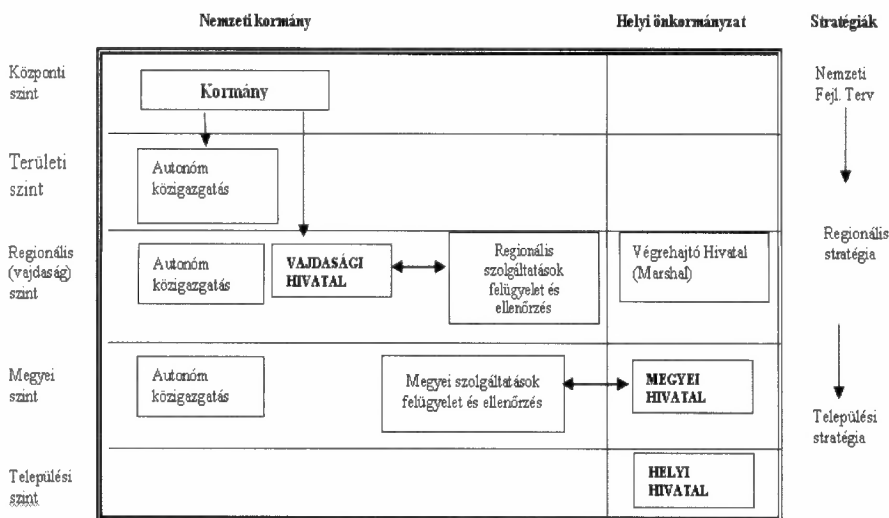 Nemzeti kormány
Helyi önkormányzat
Stratégiák
Központi
szint
Kormány
Nemzeti
Fejl. Terv
Területi
szint
Autonóm
közigazgatás
Regionális
(vajdaság)
szint
Autonóm
közigazgatás
VAJDASÁGI
HIVATAL
Regionális
szolgáltatások
felügyelet és
ellenőrzés
Végrehajtó Hivatal
(Marshal)
Regionális
stratégia
Megyei
szint
Autonóm
közigazgatás
Megyei szolgáltatások
felügyelet és ellenőrzés
MEGYEI
HIVATAL
Települési
stratégia
Települési
szint
HELYI
HIVATAL